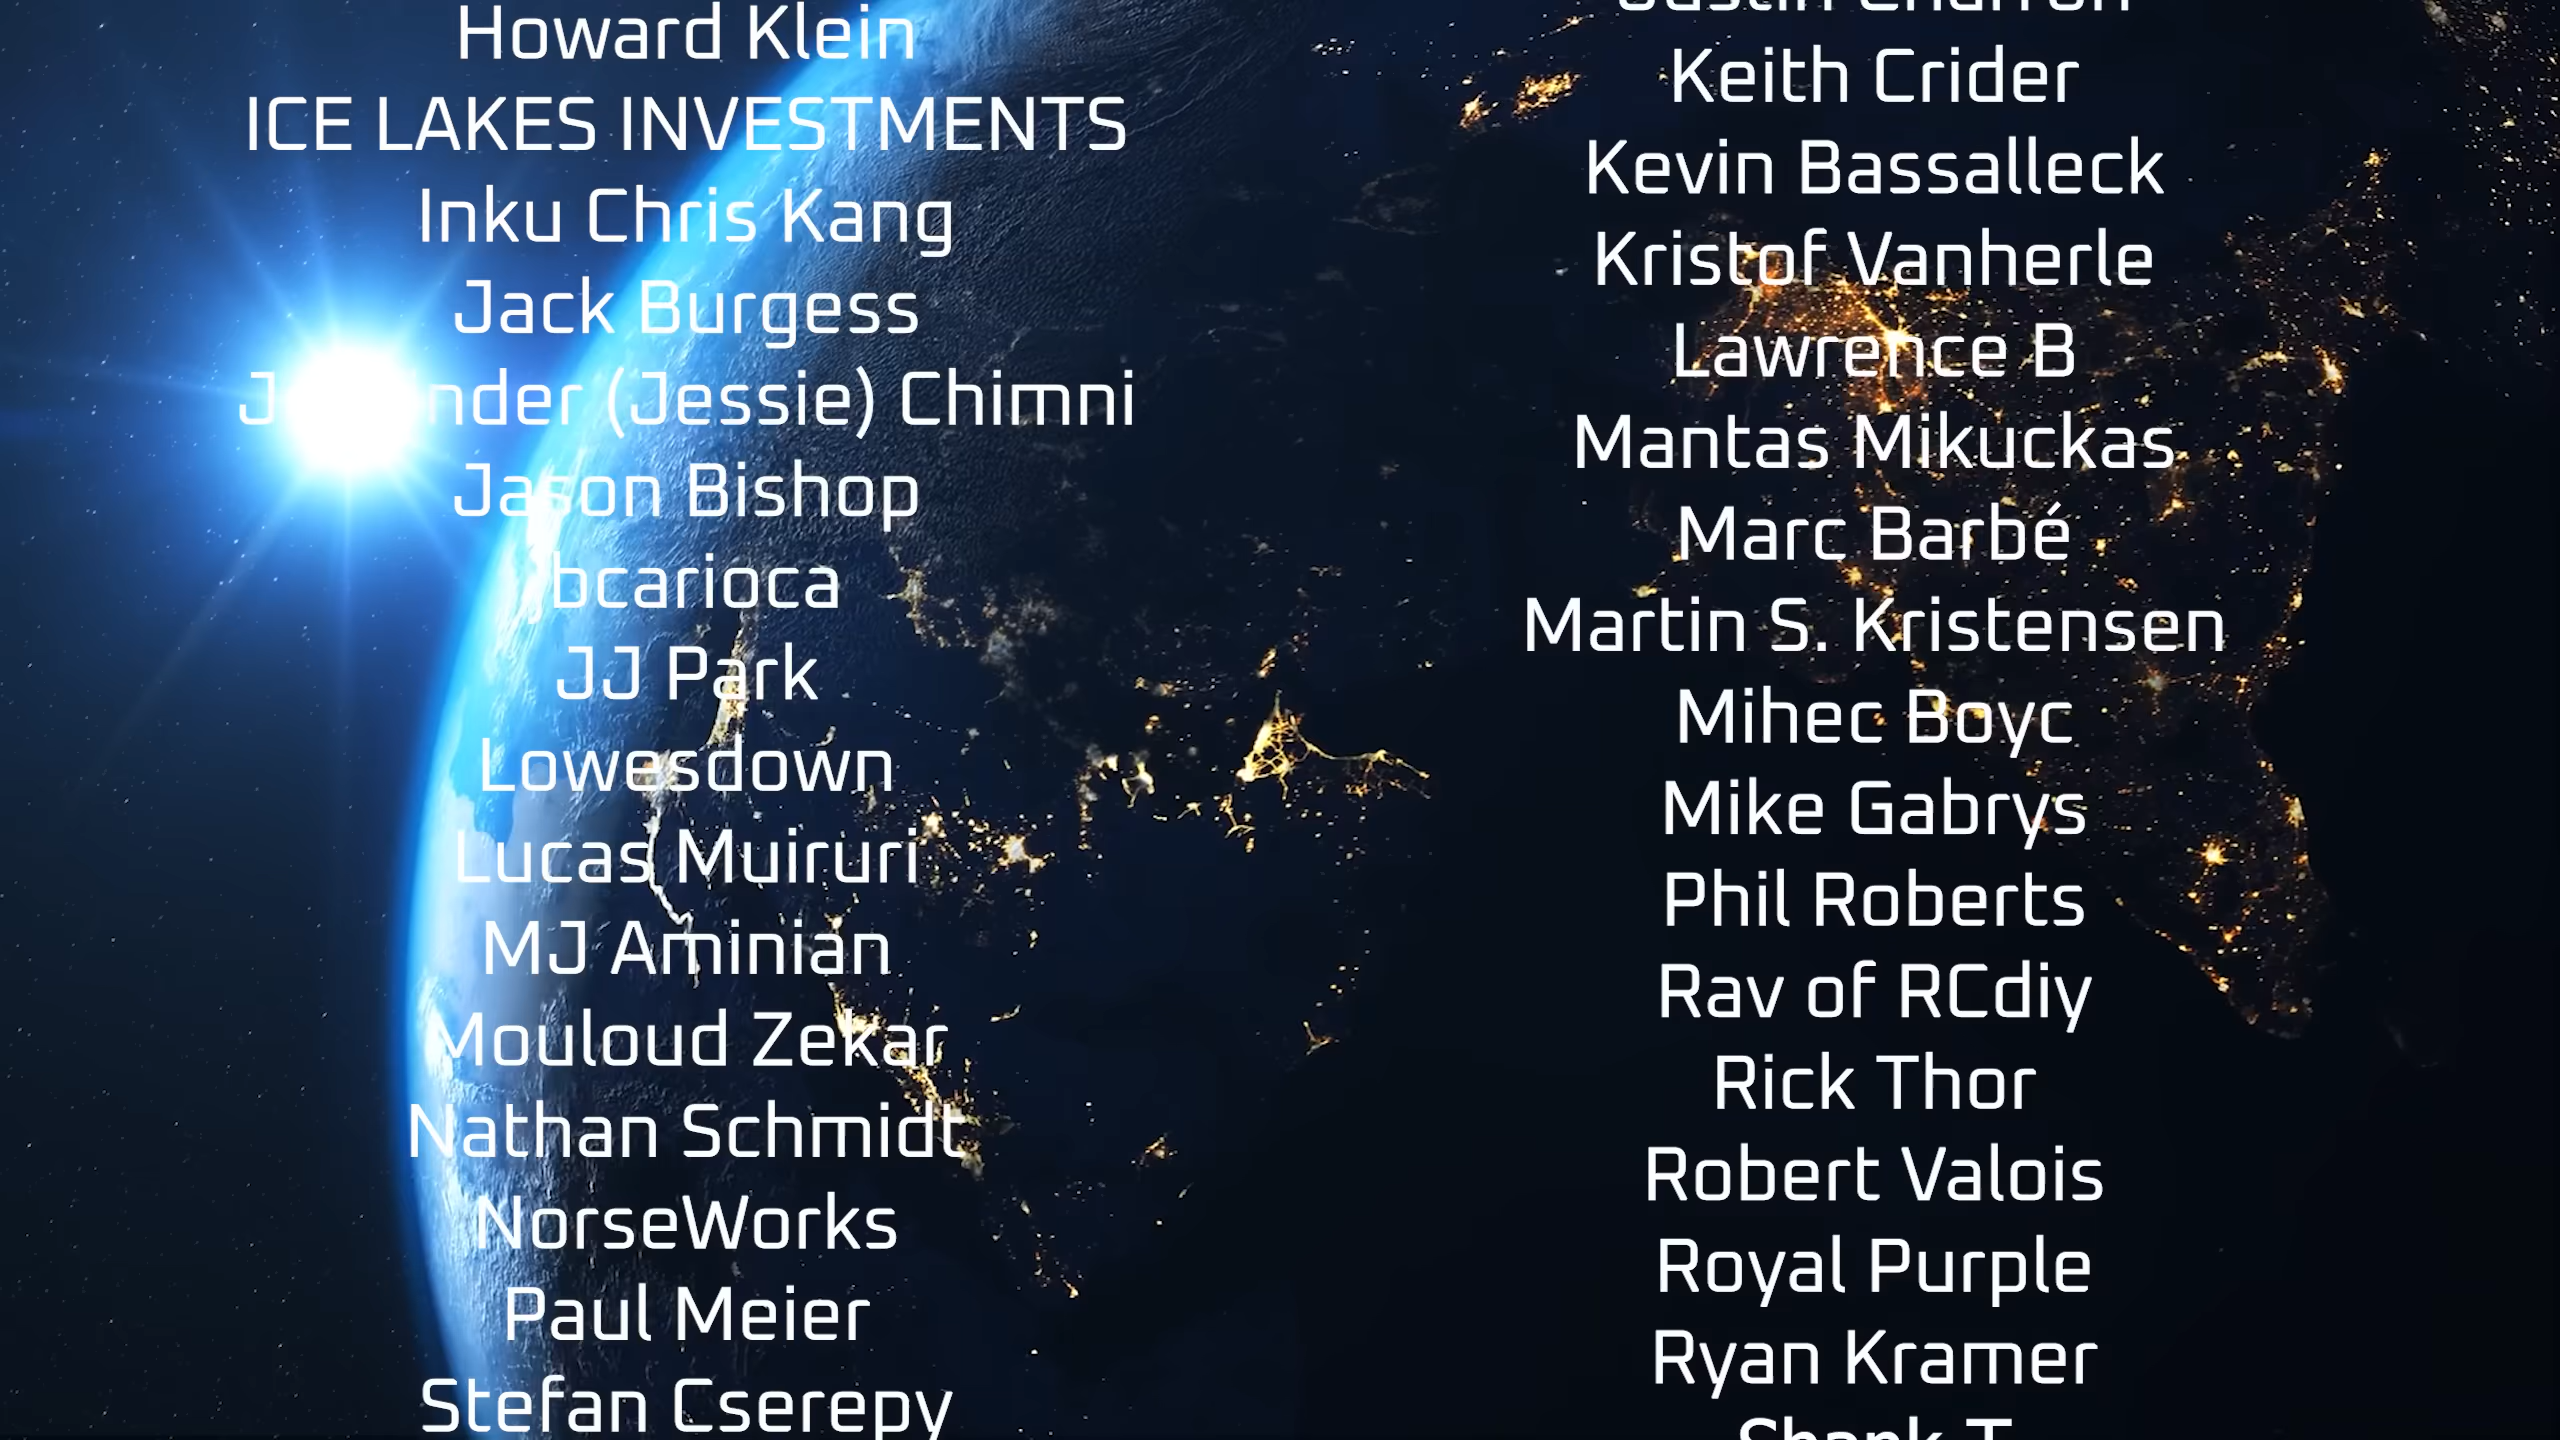 Howard Klein
ICE LAKES INVESTMENTS
Inku Chris Kang
Jack Burgess
(Jessie) Chimni
Jason Bishop
jbcarioca
JJ Park
Lowesdown
Lucas Muiruri
MJ Aminian
Mouloud Zekar
Nathan Schmidt
NorseWorks
Paul Meier
Stefan Cserepy
Keith Crider
Kevin Bassalleck
Kristof Vanherle
Lawrence B
Mantas Mikuckas
Marc Barbé
Martin S. Kristensen
Mihec Boyc
Mike Gabrys
Phil Roberts
Rav of RCdiy
Rick Thor
Robert Valois
Royal Purple
Ryan Kramer